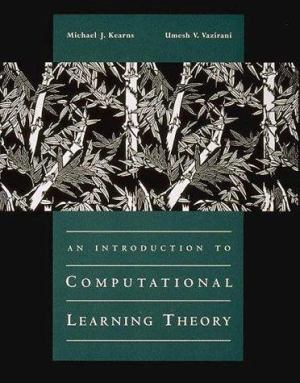 Michael J. Kearns Umesh V. Vazirani
AN INTRODUCTION TO
COMPUTATIONAL
LEARNING THEORY